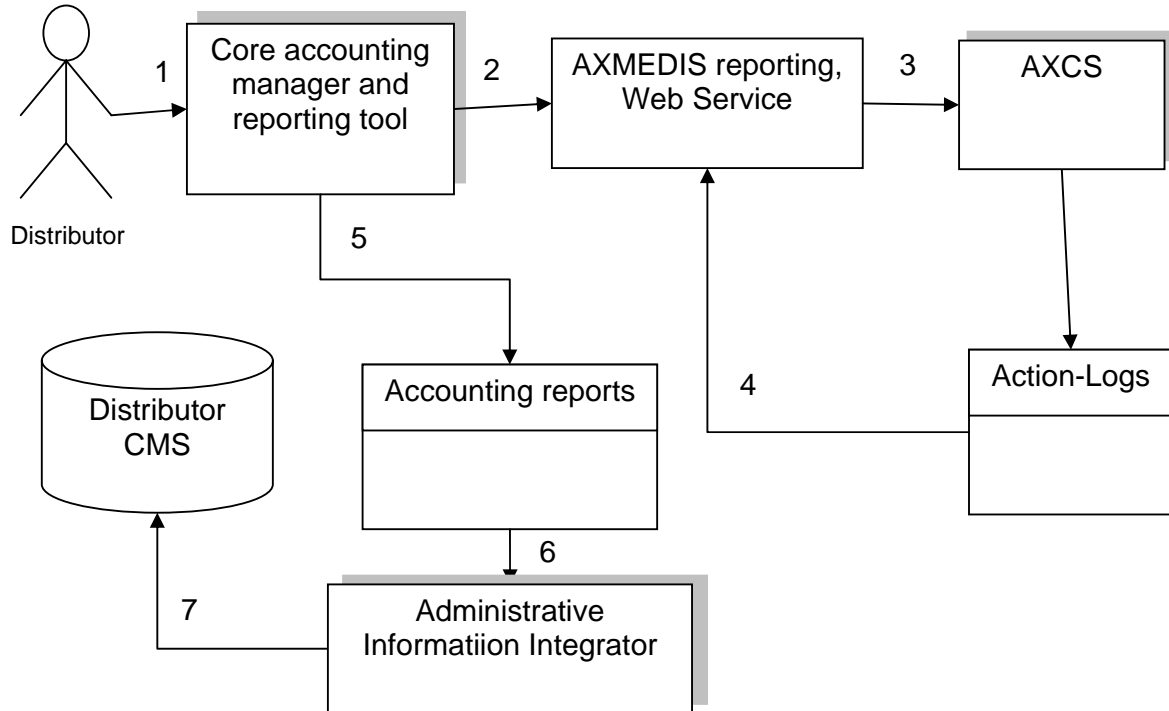 1
Core accounting
manager and
reporting tool
2
AXMEDIS reporting,
Web Service
3
AXCS
Distributor
5
4
Action-Logs
Accounting reports
Distributor
CMS
6
7
Administrative
Informatiion Integrator